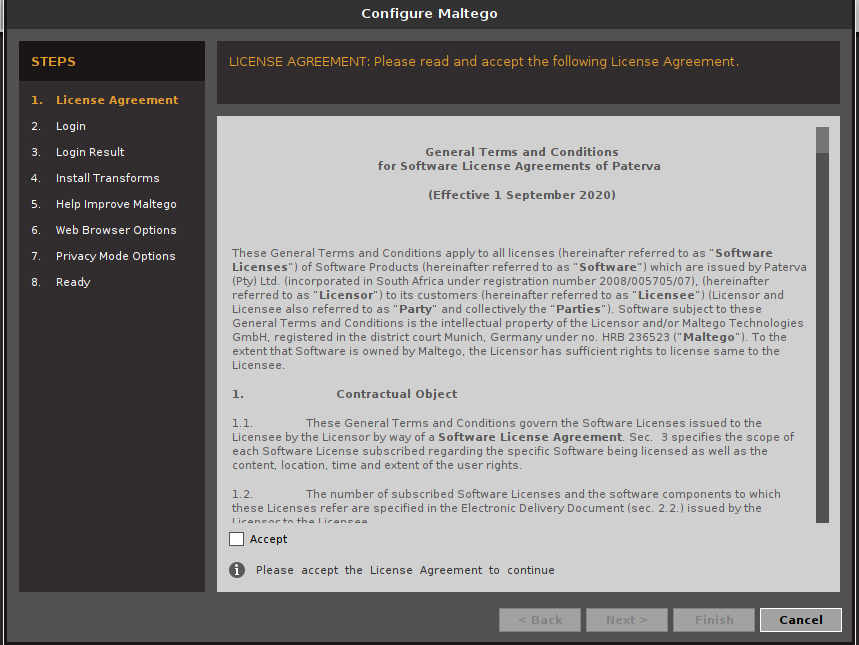 Configure Maltego
STEPS
1. License Agreement
2. Login
3. Login Result
4. Install Transforms
5. Help Improve Maltego
6. Web Browser Options
7. Privacy Mode Options
8. Ready
LICENSE AGREEMENT: Please read and accept the following License Agreement.
General Terms and Conditions
for Software License Agreements of Paterva
(Effective 1 September 2020)
These General Terms and Conditions apply to all licenses (hereinafter referred to as "Software
Licenses") of Software Products (hereinafter referred to as "Software") which are issued by Paterva
(Pty) Ltd. (incorporated in South Africa under registration number 2008/005705/07), (hereinafter
referred to as "Licensor") to its customers (hereinafter referred to as "Licensee") (Licensor and
Licensee also referred to as "Party" and collectively the "Parties"). Software subject to these
General Terms and Conditions is the intellectual property of the Licensor and/or Maltego Technologies
GmbH, registered in the district court Munich, Germany under no. HRB 236523 ("Maltego"). To the
extent that Software is owned by Maltego, the Licensor has sufficient rights to license same to the
Licensee.
1. Contractual Object
1.1. These General Terms and Conditions govern the Software Licenses issued to the
Licensee by the Licensor by way of a Software License Agreement. Sec. 3 specifies the scope of
each Software License subscribed regarding the specific Software being licensed as well as the
content, location, time and extent of the user rights.
1.2. The number of subscribed Software Licenses and the software components to which
these Licenses refer are specified in the Electronic Delivery Document (sec. 2.2.) issued by the
Licensor to the Licensee.
Accept
Please accept the License Agreement to continue
< Back
Next >
Finish
Cancel